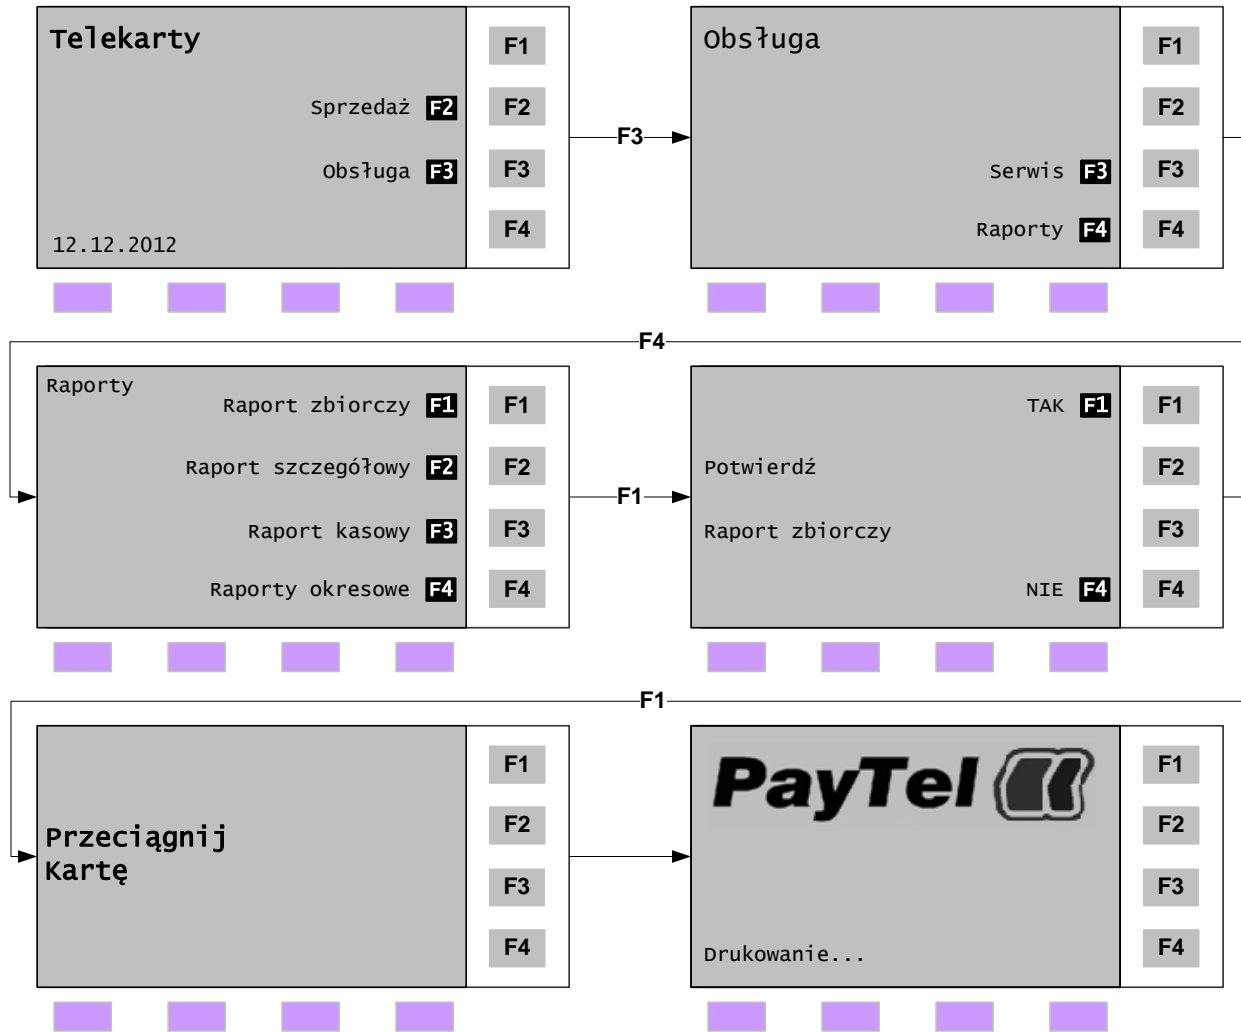 Telekarty
F1
Sprzedaż F2
F2
Obsługa F3
F3
12.12.2012
F4
F3
Obsługa
F1
F2
Serwis F3
F3
Raporty F4
F4
F4
Raporty
Raport zbiorczy F1
F1
Raport szczegółowy F2
F2
Raport kasowy F3
F3
Raporty okresowe F4
F4
F1
TAK F1
F1
Potwierdź
F2
Raport zbiorczy
F3
NIE F4
F4
F1
F1
Przeciągnij
F2
Kartę
F3
F4
PayTel
F1
F2
F3
Drukowanie...
F4